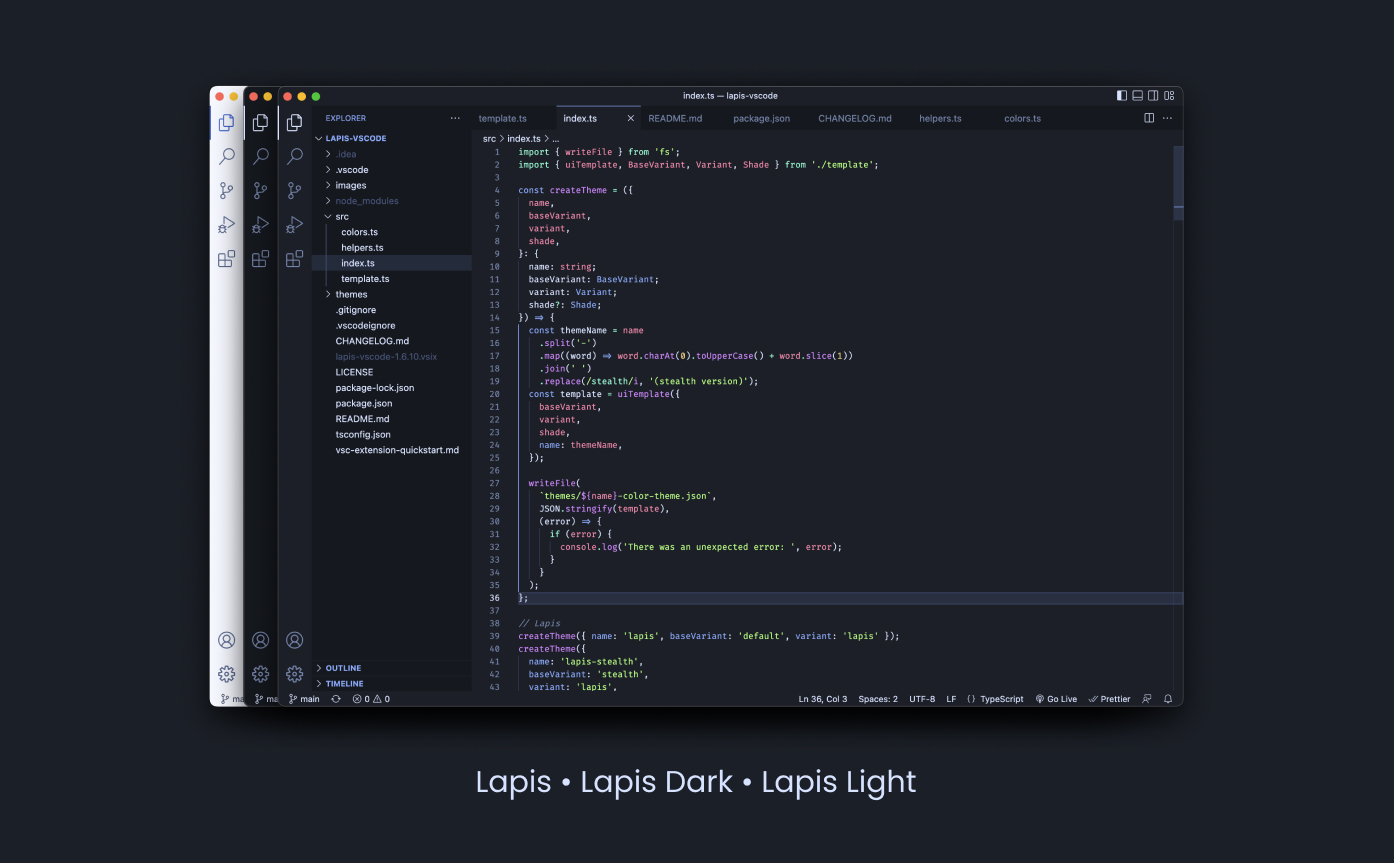 index.ts — lapis-vscode
EXPLORER
template.ts index.ts README.md package.json CHANGELOG.md helpers.ts colors.ts
LAPIS-VSCODE
src > index.ts > ...
.idea
.vscode
images
node_modules
src
colors.ts
helpers.ts
index.ts
template.ts
themes
.gitignore
.vscodeignore
CHANGELOG.md
lapis-vscode-1.6.10.vsix
LICENSE
package-lock.json
package.json
README.md
tsconfig.json
vsc-extension-quickstart.md
OUTLINE
TIMELINE
1 import { writeFile } from 'fs';
2 import { uiTemplate, BaseVariant, Variant, Shade } from './template';
3
4 const createTheme = ({
5 name,
6 baseVariant,
7 variant,
8 shade,
9 }: {
10 name: string;
11 baseVariant: BaseVariant;
12 variant: Variant;
13 shade?: Shade;
14 }) ⇒ {
15 const themeName = name
16 .split('-')
17 .map((word) ⇒ word.charAt(0).toUpperCase() + word.slice(1))
18 .join(' ')
19 .replace(/stealth/i, '(stealth version)');
20 const template = uiTemplate({
21 baseVariant,
22 variant,
23 shade,
24 name: themeName,
25 });
26
27 writeFile(
28 `themes/${name}-color-theme.json`,
29 JSON.stringify(template),
30 (error) ⇒ {
31 if (error) {
32 console.log('There was an unexpected error: ', error);
33 }
34 }
35 );
36 };
37
38 // Lapis
39 createTheme({ name: 'lapis', baseVariant: 'default', variant: 'lapis' });
40 createTheme({
41 name: 'lapis-stealth',
42 baseVariant: 'stealth',
43 variant: 'lapis',
ma ma main 0 0 Ln 36, Col 3 Spaces: 2 UTF-8 LF {} TypeScript Go Live Prettier
Lapis • Lapis Dark • Lapis Light